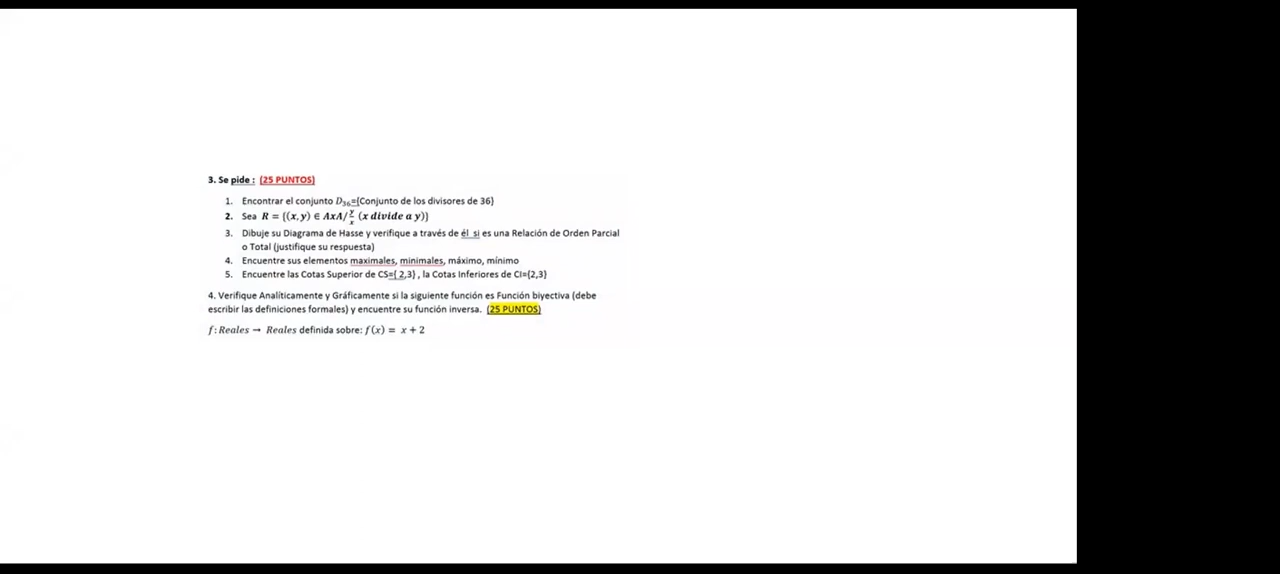 3. Se pide : (25 PUNTOS)
1. Encontrar el conjunto D₃₆={Conjunto de los divisores de 36}
2. Sea R = {(x, y) ∈ AxA/ y/x (x divide a y)}
3. Dibuje su Diagrama de Hasse y verifique a través de él si es una Relación de Orden Parcial
o Total (justifique su respuesta)
4. Encuentre sus elementos maximales, minimales, máximo, mínimo
5. Encuentre las Cotas Superior de CS={ 2,3} , la Cotas Inferiores de CI={2,3}
4. Verifique Analíticamente y Gráficamente si la siguiente función es Función biyectiva (debe
escribir las definiciones formales) y encuentre su función inversa. (25 PUNTOS)
f: Reales → Reales definida sobre: f(x) = x + 2